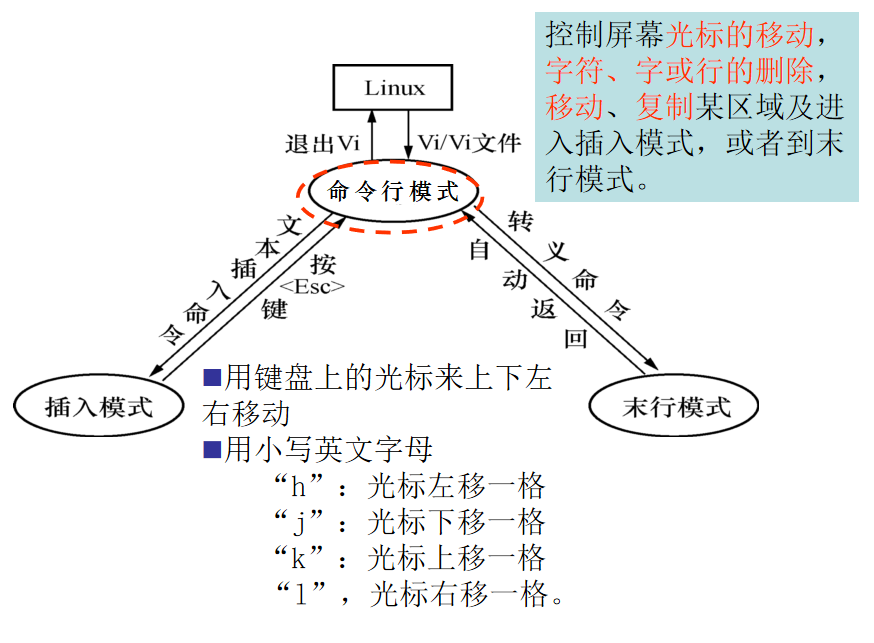 控制屏幕光标的移动，
字符、字或行的删除，
移动、复制某区域及进
入插入模式，或者到末
行模式。
Linux
退出Vi
Vi/Vi文件
命令行模式
文本插入命令
按
<Esc>
键
转义命令
自动返回
插入模式
末行模式
■用键盘上的光标来上下左
右移动
■用小写英文字母
“h”：光标左移一格
“j”：光标下移一格
“k”：光标上移一格
“l”，光标右移一格。